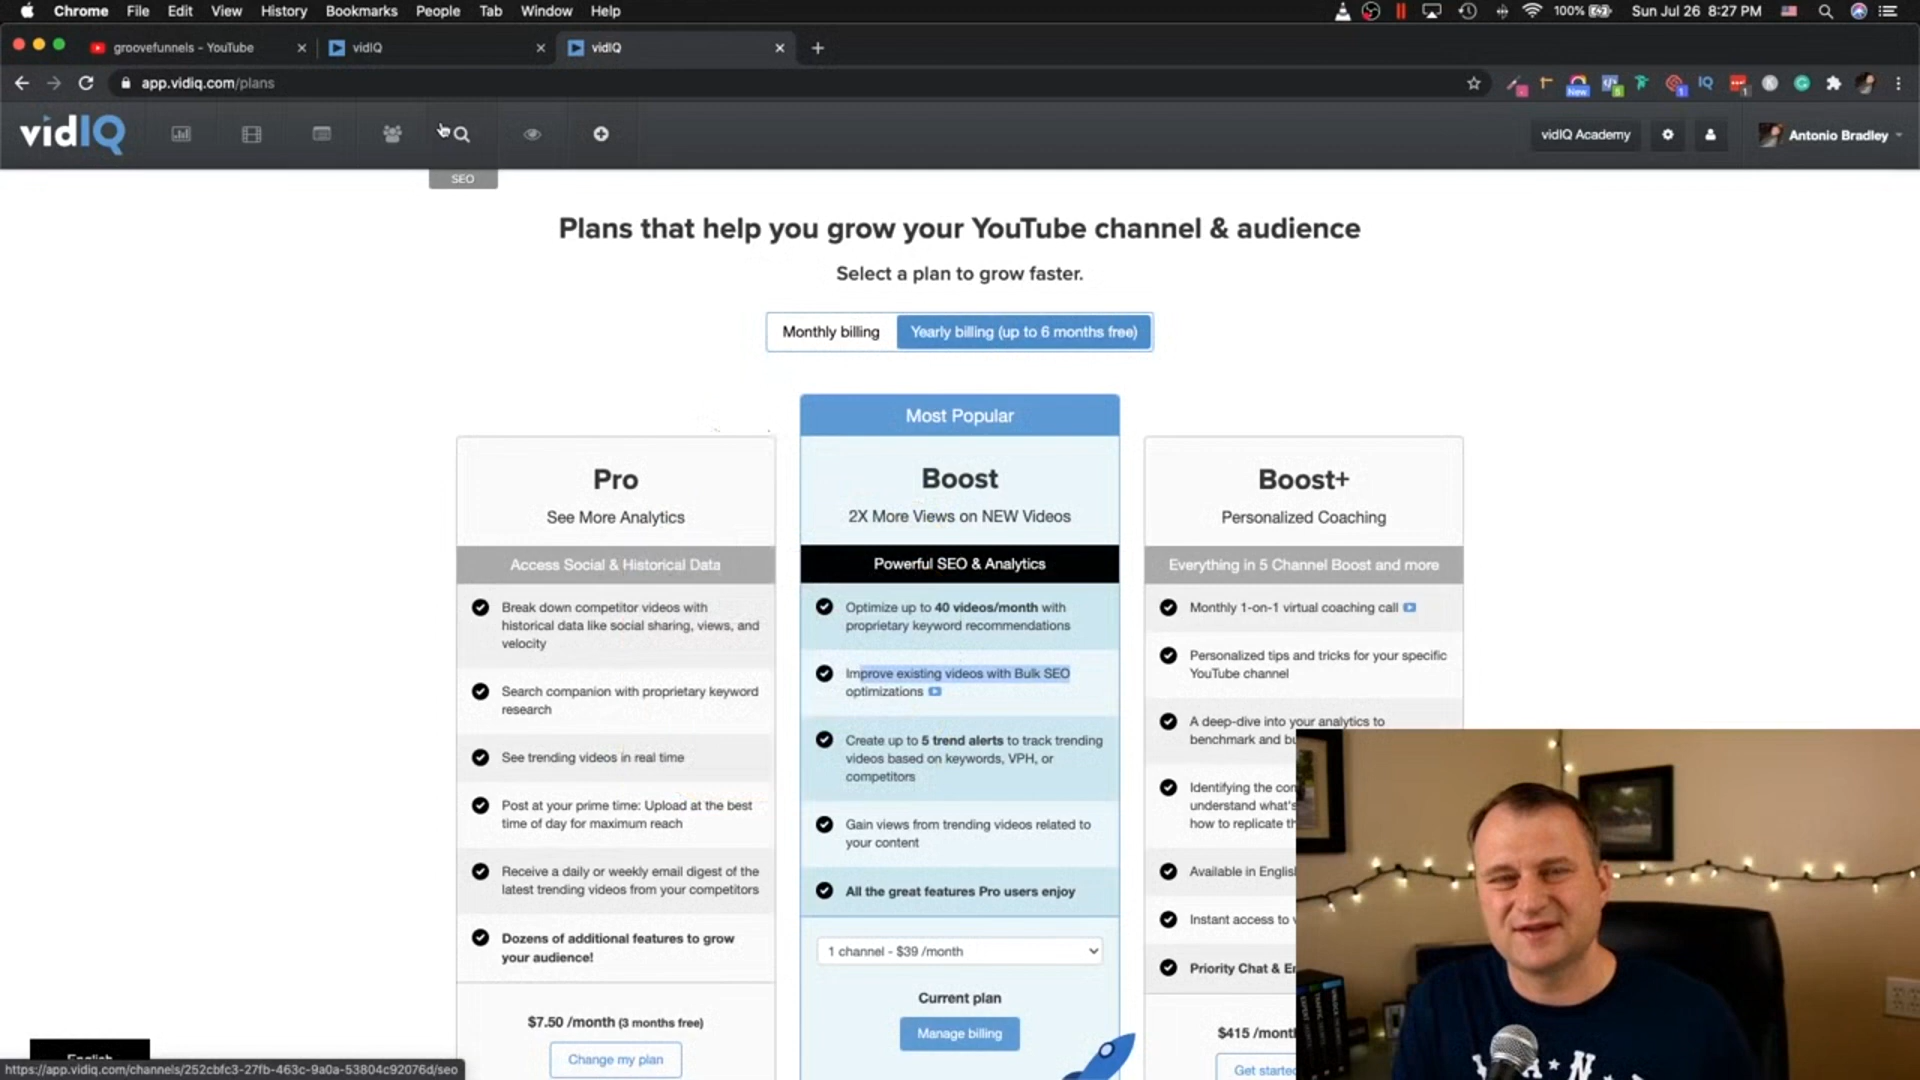 Chrome File Edit View History Bookmarks People Tab Window Help
100% Sun Jul 26 8:27 PM
groovefunnels - YouTube
vidIQ
vidIQ
app.vidiq.com/plans
New
IQ
vidIQ
vidIQ Academy
Antonio Bradley
SEO
Plans that help you grow your YouTube channel & audience
Select a plan to grow faster.
Monthly billing
Yearly billing (up to 6 months free)
Pro
See More Analytics
Access Social & Historical Data
Break down competitor videos with
historical data like social sharing, views, and
velocity
Search companion with proprietary keyword
research
See trending videos in real time
Post at your prime time: Upload at the best
time of day for maximum reach
Receive a daily or weekly email digest of the
latest trending videos from your competitors
Dozens of additional features to grow
your audience!
$7.50 /month (3 months free)
Change my plan
Most Popular
Boost
2X More Views on NEW Videos
Powerful SEO & Analytics
Optimize up to 40 videos/month with
proprietary keyword recommendations
Improve existing videos with Bulk SEO
optimizations
Create up to 5 trend alerts to track trending
videos based on keywords, VPH, or
competitors
Gain views from trending videos related to
your content
All the great features Pro users enjoy
1 channel - $39 /month
Current plan
Manage billing
Boost+
Personalized Coaching
Everything in 5 Channel Boost and more
Monthly 1-on-1 virtual coaching call
Personalized tips and tricks for your specific
YouTube channel
A deep-dive into your analytics to
benchmark and
Identifying the
understand what's
how to replicate
Available in
Instant access to
Priority Chat &
$415
Get started
English
https://app.vidiq.com/channels/252cbfc3-27fb-463c-9a0a-53804c92076d/seo